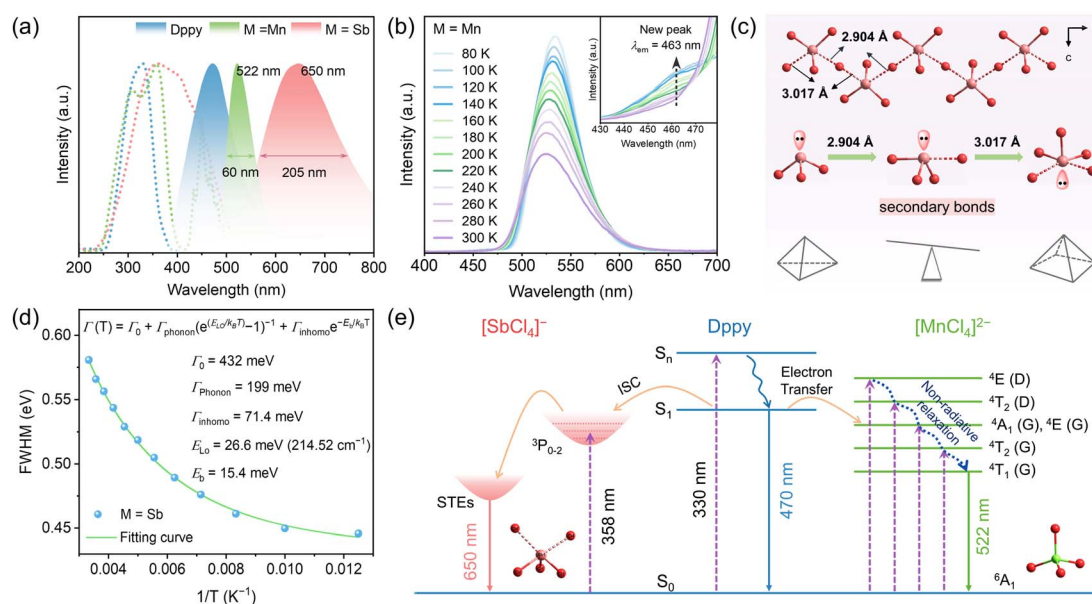 (a)
Dppy
M =Mn
M = Sb
522 nm
650 nm
60 nm
205 nm
Intensity (a.u.)
200 300 400 500 600 700 800
Wavelength (nm)
(b)
M = Mn
80 K
100 K
120 K
140 K
160 K
180 K
200 K
220 K
240 K
260 K
280 K
300 K
Intensity (a.u.)
400 450 500 550 600 650 700
Wavelength (nm)
New peak
λem = 463 nm
Intensity (a.u.)
430 440 450 460 470
Wavelength (nm)
(c)
2.904 Å
3.017 Å
c
2.904 Å
3.017 Å
secondary bonds
(d)
Γ(T) = Γ0 + Γphonon(e^(ELO/kBT)−1)^−1 + Γinhomo e^−Eb/kBT
Γ0 = 432 meV
ΓPhonon = 199 meV
Γinhomo = 71.4 meV
ELo = 26.6 meV (214.52 cm−1)
Eb = 15.4 meV
M = Sb
Fitting curve
FWHM (eV)
0.60
0.55
0.50
0.45
0.004 0.006 0.008 0.010 0.012
1/T (K−1)
(e)
[SbCl4]−
Dppy
[MnCl4]2−
Sn
ISC
Electron
Transfer
S1
3P0-2
STEs
Non-radiative
relaxation
4E (D)
4T2 (D)
4A1 (G), 4E (G)
4T2 (G)
4T1 (G)
650 nm
358 nm
330 nm
470 nm
522 nm
S0
6A1